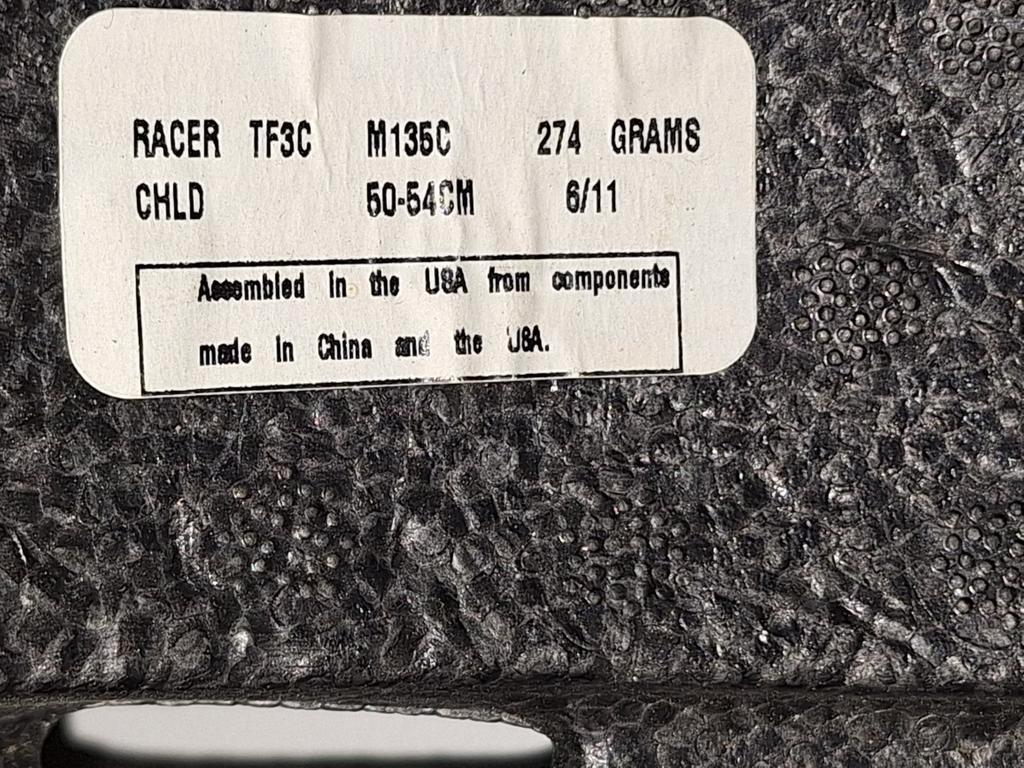 RACER TF3C M135C 274 GRAMS
CHLD 50-54CM 6/11
Assembled in the USA from components
made in China and the USA.